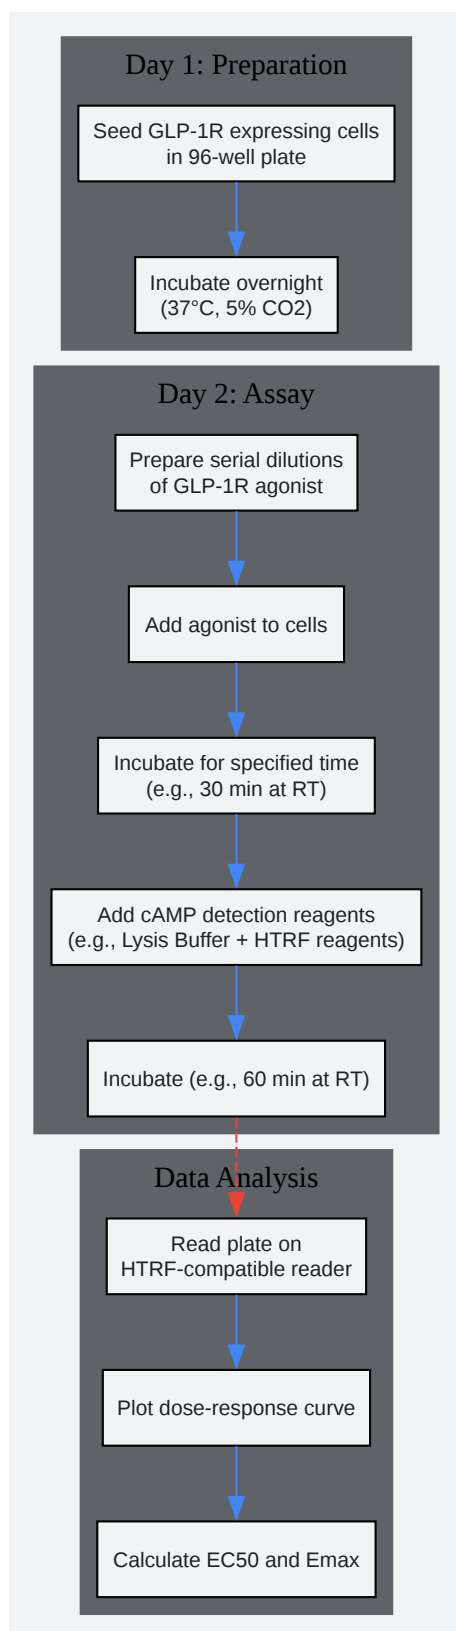 Day 1: Preparation
Seed GLP-1R expressing cells
in 96-well plate
Incubate overnight
(37°C, 5% CO2)
Day 2: Assay
Prepare serial dilutions
of GLP-1R agonist
Add agonist to cells
Incubate for specified time
(e.g., 30 min at RT)
Add cAMP detection reagents
(e.g., Lysis Buffer + HTRF reagents)
Incubate (e.g., 60 min at RT)
Data Analysis
Read plate on
HTRF-compatible reader
Plot dose-response curve
Calculate EC50 and Emax